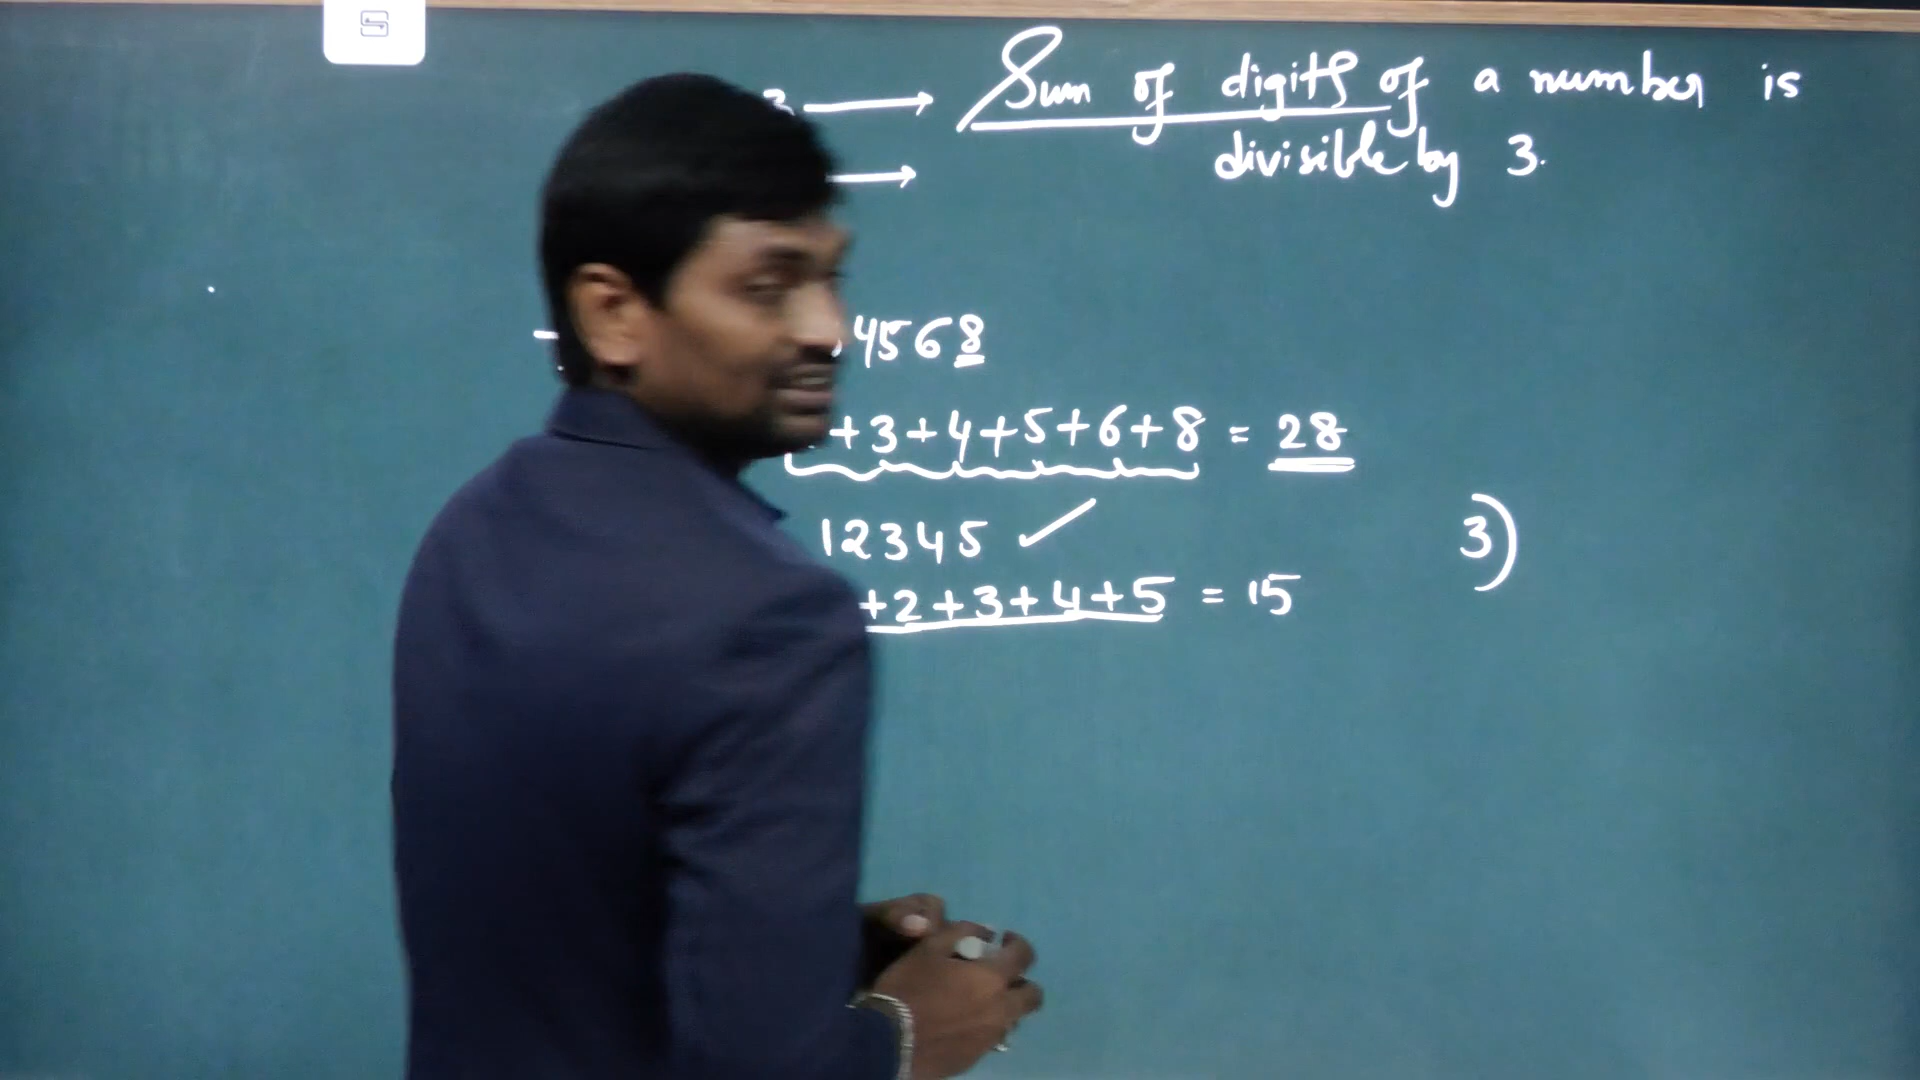 3 → Sum of digits of a number is
divisible by 3.
→
4568
+3+4+5+6+8 = 28
12345 ✓
3)
+2+3+4+5 = 15